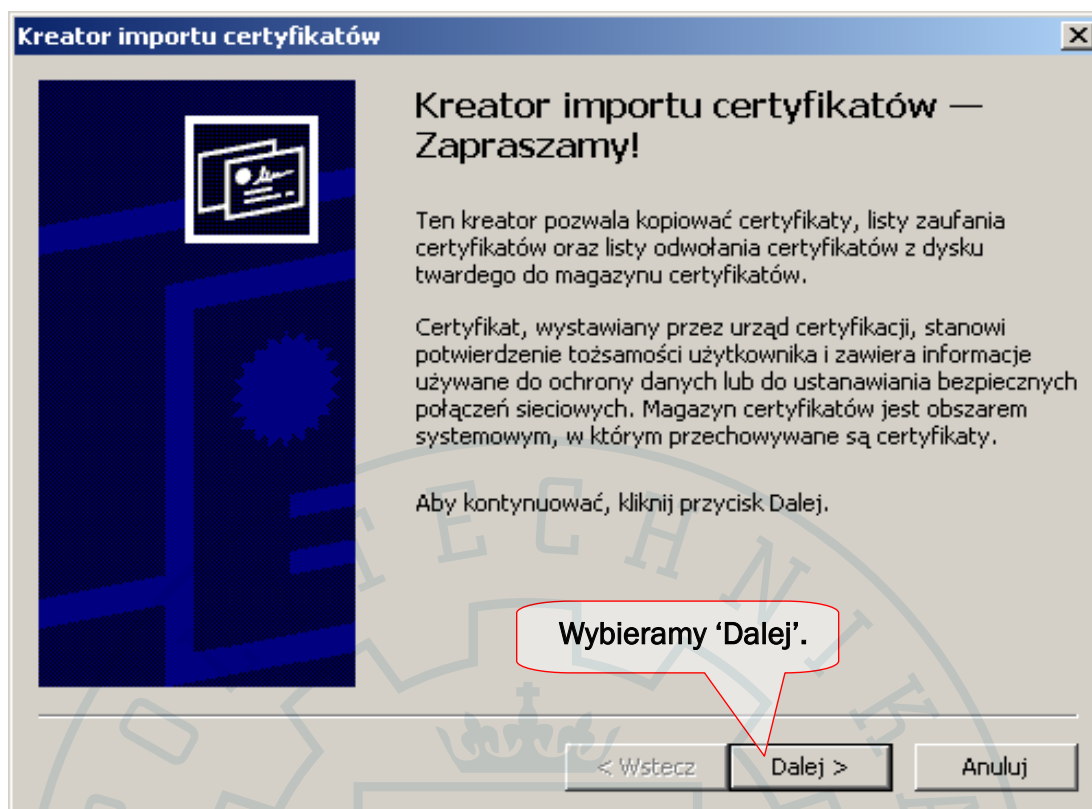 Kreator importu certyfikatów
Kreator importu certyfikatów —
Zapraszamy!
Ten kreator pozwala kopiować certyfikaty, listy zaufania
certyfikatów oraz listy odwołania certyfikatów z dysku
twardego do magazynu certyfikatów.
Certyfikat, wystawiany przez urząd certyfikacji, stanowi
potwierdzenie tożsamości użytkownika i zawiera informacje
używane do ochrony danych lub do ustanawiania bezpiecznych
połączeń sieciowych. Magazyn certyfikatów jest obszarem
systemowym, w którym przechowywane są certyfikaty.
Aby kontynuować, kliknij przycisk Dalej.
Wybieramy ‘Dalej’.
< Wstecz
Dalej >
Anuluj